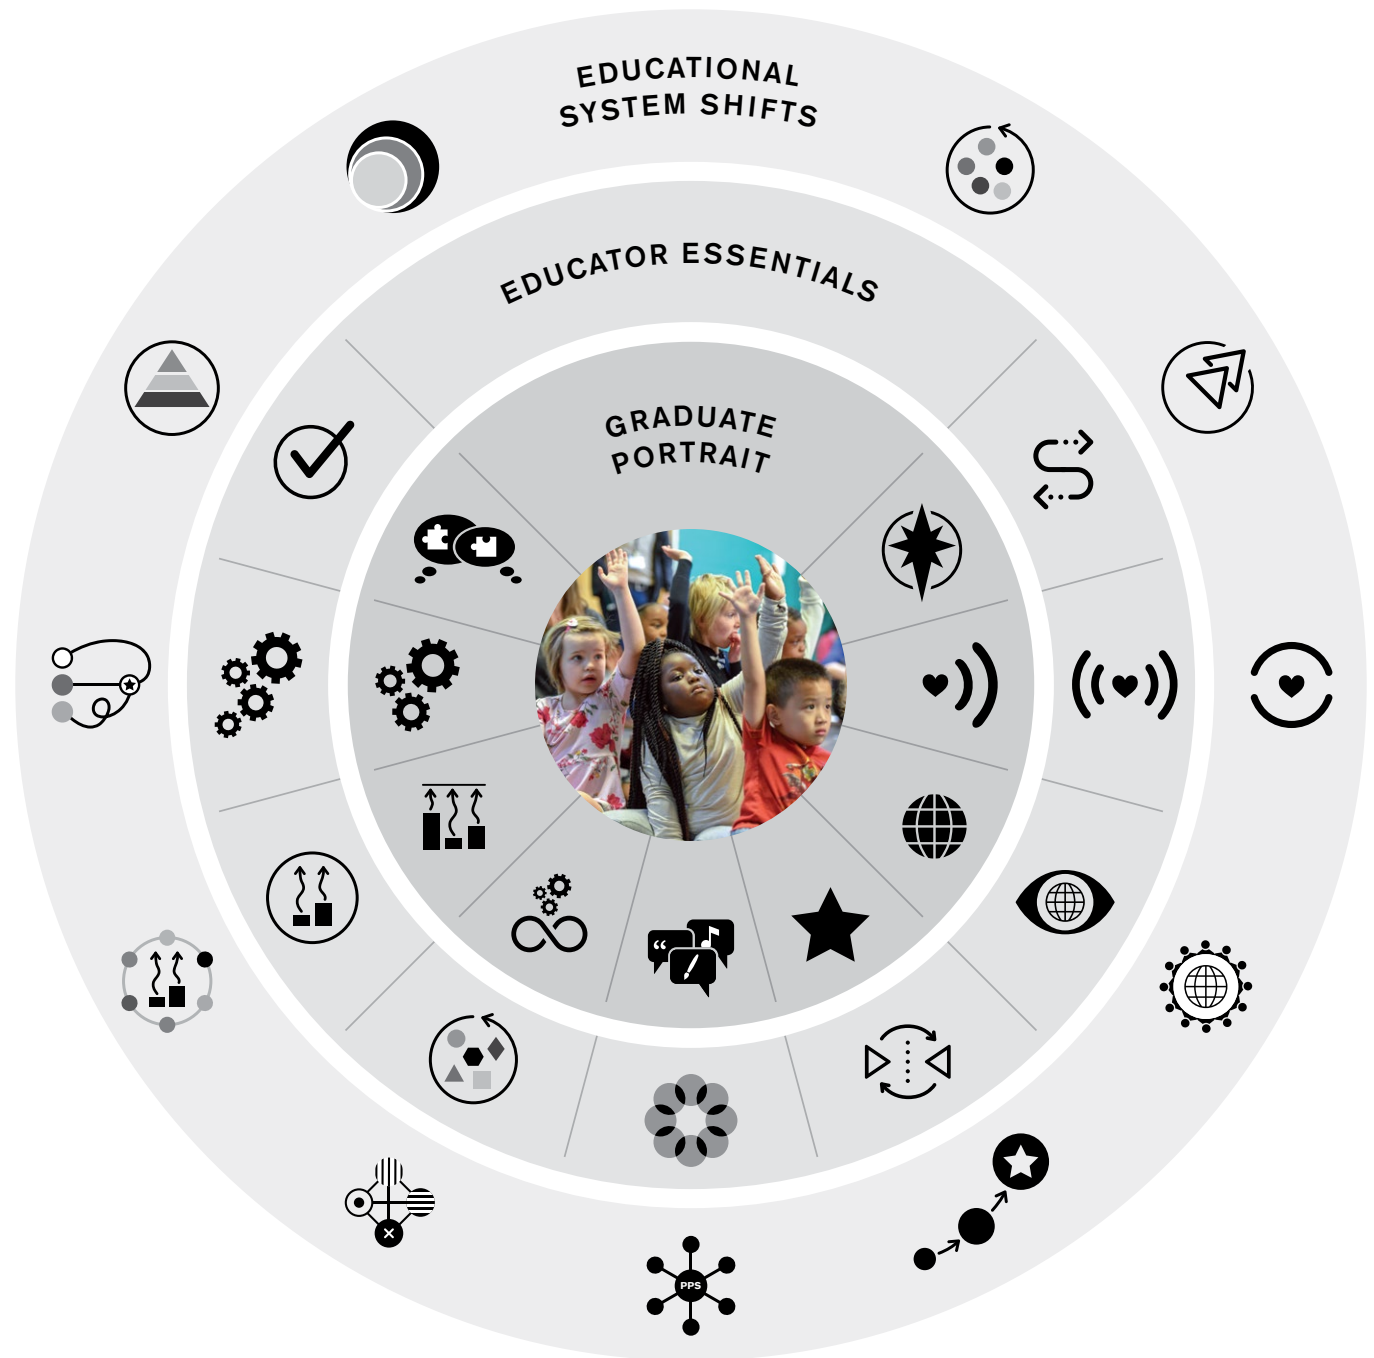 EDUCATIONAL
SYSTEM SHIFTS
EDUCATOR ESSENTIALS
GRADUATE
PORTRAIT
“
PPS